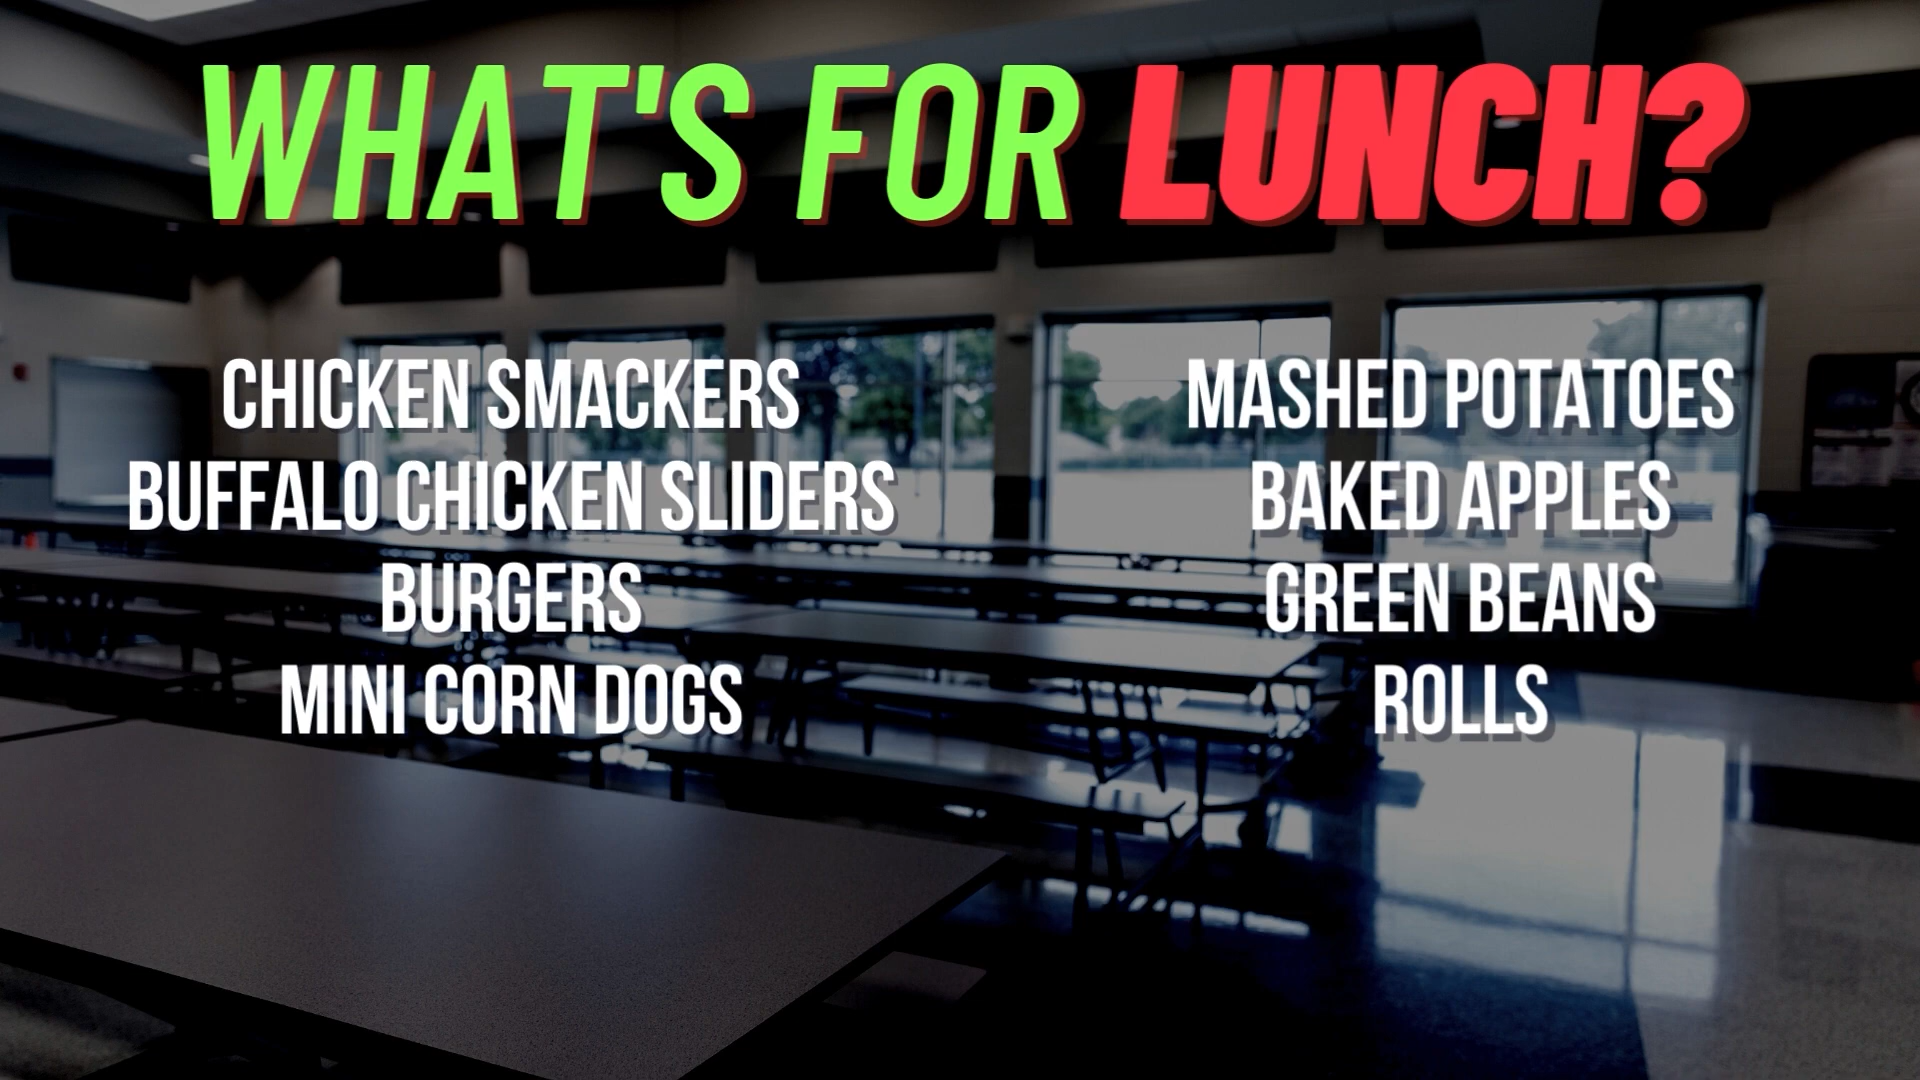 WHAT'S FOR LUNCH?
CHICKEN SMACKERS
BUFFALO CHICKEN SLIDERS
BURGERS
MINI CORN DOGS
MASHED POTATOES
BAKED APPLES
GREEN BEANS
ROLLS